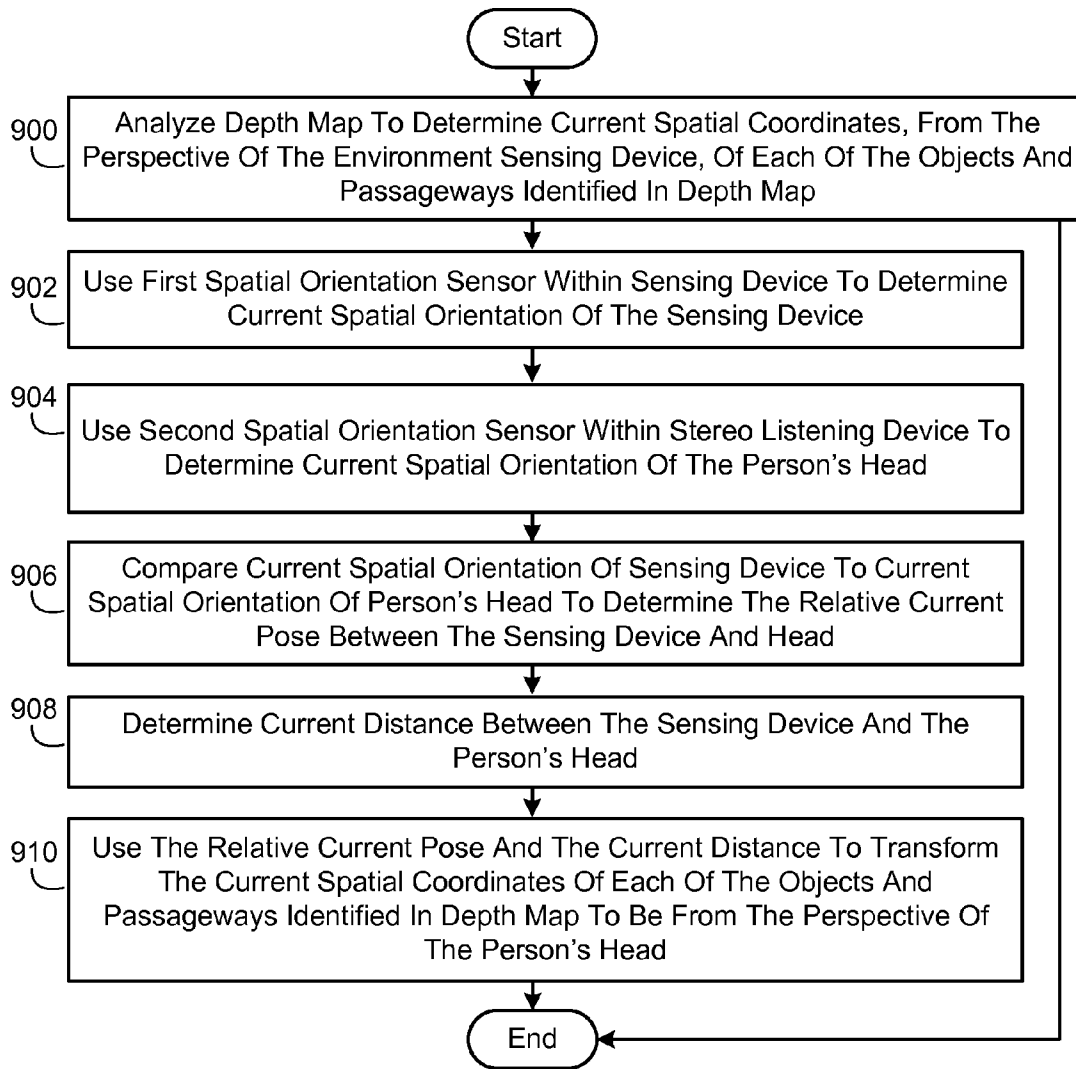 Start
900
Analyze Depth Map To Determine Current Spatial Coordinates, From The
Perspective Of The Environment Sensing Device, Of Each Of The Objects And
Passageways Identified In Depth Map
902
Use First Spatial Orientation Sensor Within Sensing Device To Determine
Current Spatial Orientation Of The Sensing Device
904
Use Second Spatial Orientation Sensor Within Stereo Listening Device To
Determine Current Spatial Orientation Of The Person's Head
906
Compare Current Spatial Orientation Of Sensing Device To Current
Spatial Orientation Of Person's Head To Determine The Relative Current
Pose Between The Sensing Device And Head
908
Determine Current Distance Between The Sensing Device And The
Person's Head
910
Use The Relative Current Pose And The Current Distance To Transform
The Current Spatial Coordinates Of Each Of The Objects And
Passageways Identified In Depth Map To Be From The Perspective Of
The Person's Head
End